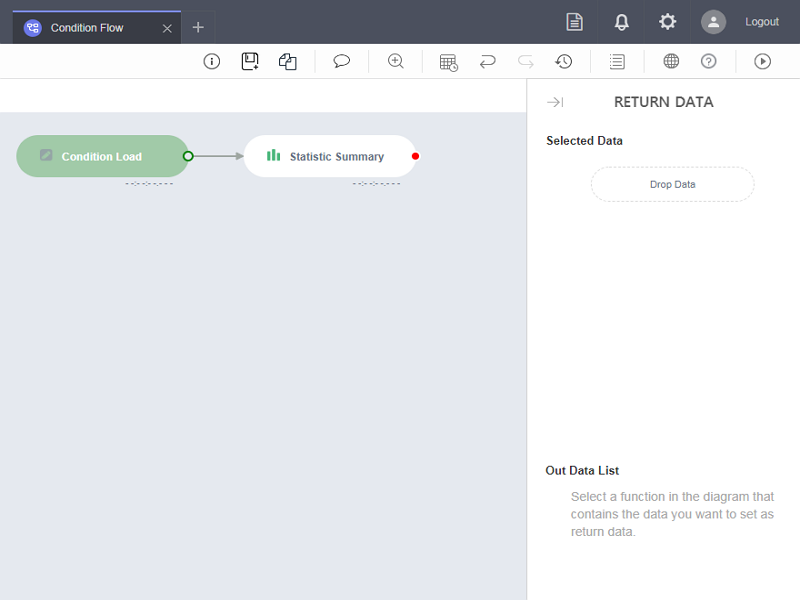 Condition Flow
Logout
RETURN DATA
Selected Data
Condition Load
Statistic Summary
--:--:--.---
--:--:--.---
Drop Data
Out Data List
Select a function in the diagram that
contains the data you want to set as
return data.